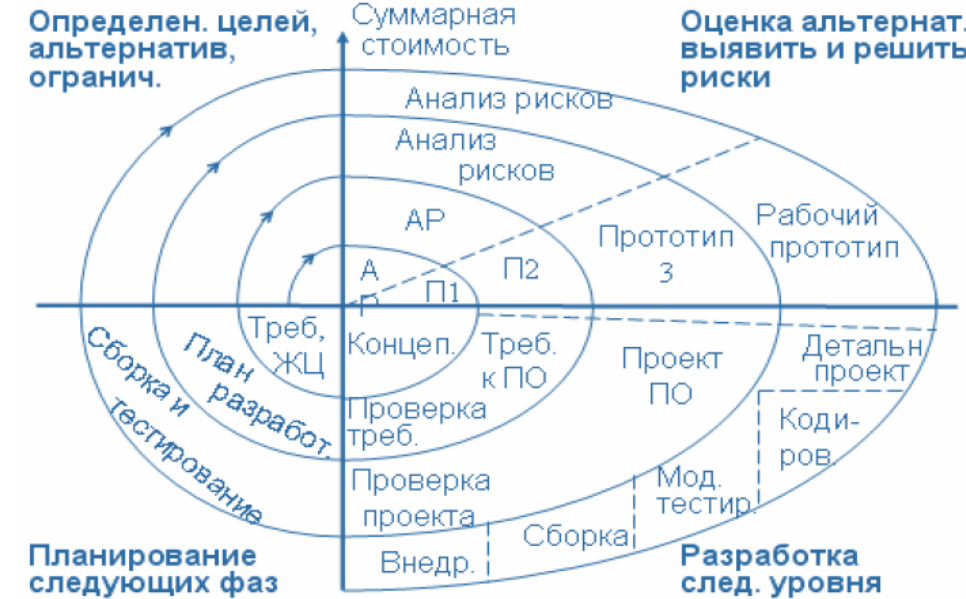 Определен. целей,
альтернатив,
огранич.
Суммарная
стоимость
Оценка альтернат.
выявить и решить
риски
Анализ рисков
Анализ
рисков
АР
А
Р
П1
П2
Прототип
3
Рабочий
прототип
Треб,
ЖЦ
План
разработ.
Сборка и
тестирование
Концеп.
Треб.
к ПО
Проект
ПО
Детальн
проект
Коди-
ров.
Мод.
тестир.
Сборка
Внедр.
Проверка
треб.
Проверка
проекта
Планирование
следующих фаз
Разработка
след. уровня